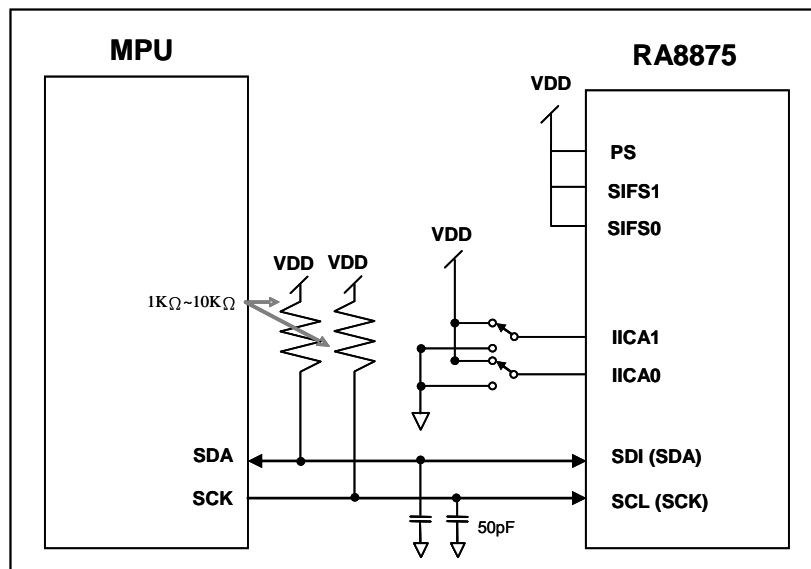 MPU
RA8875
VDD
PS
SIFS1
SIFS0
VDD
VDD VDD
1KΩ~10KΩ
IICA1
IICA0
SDA
SDI (SDA)
SCK
SCL (SCK)
50pF